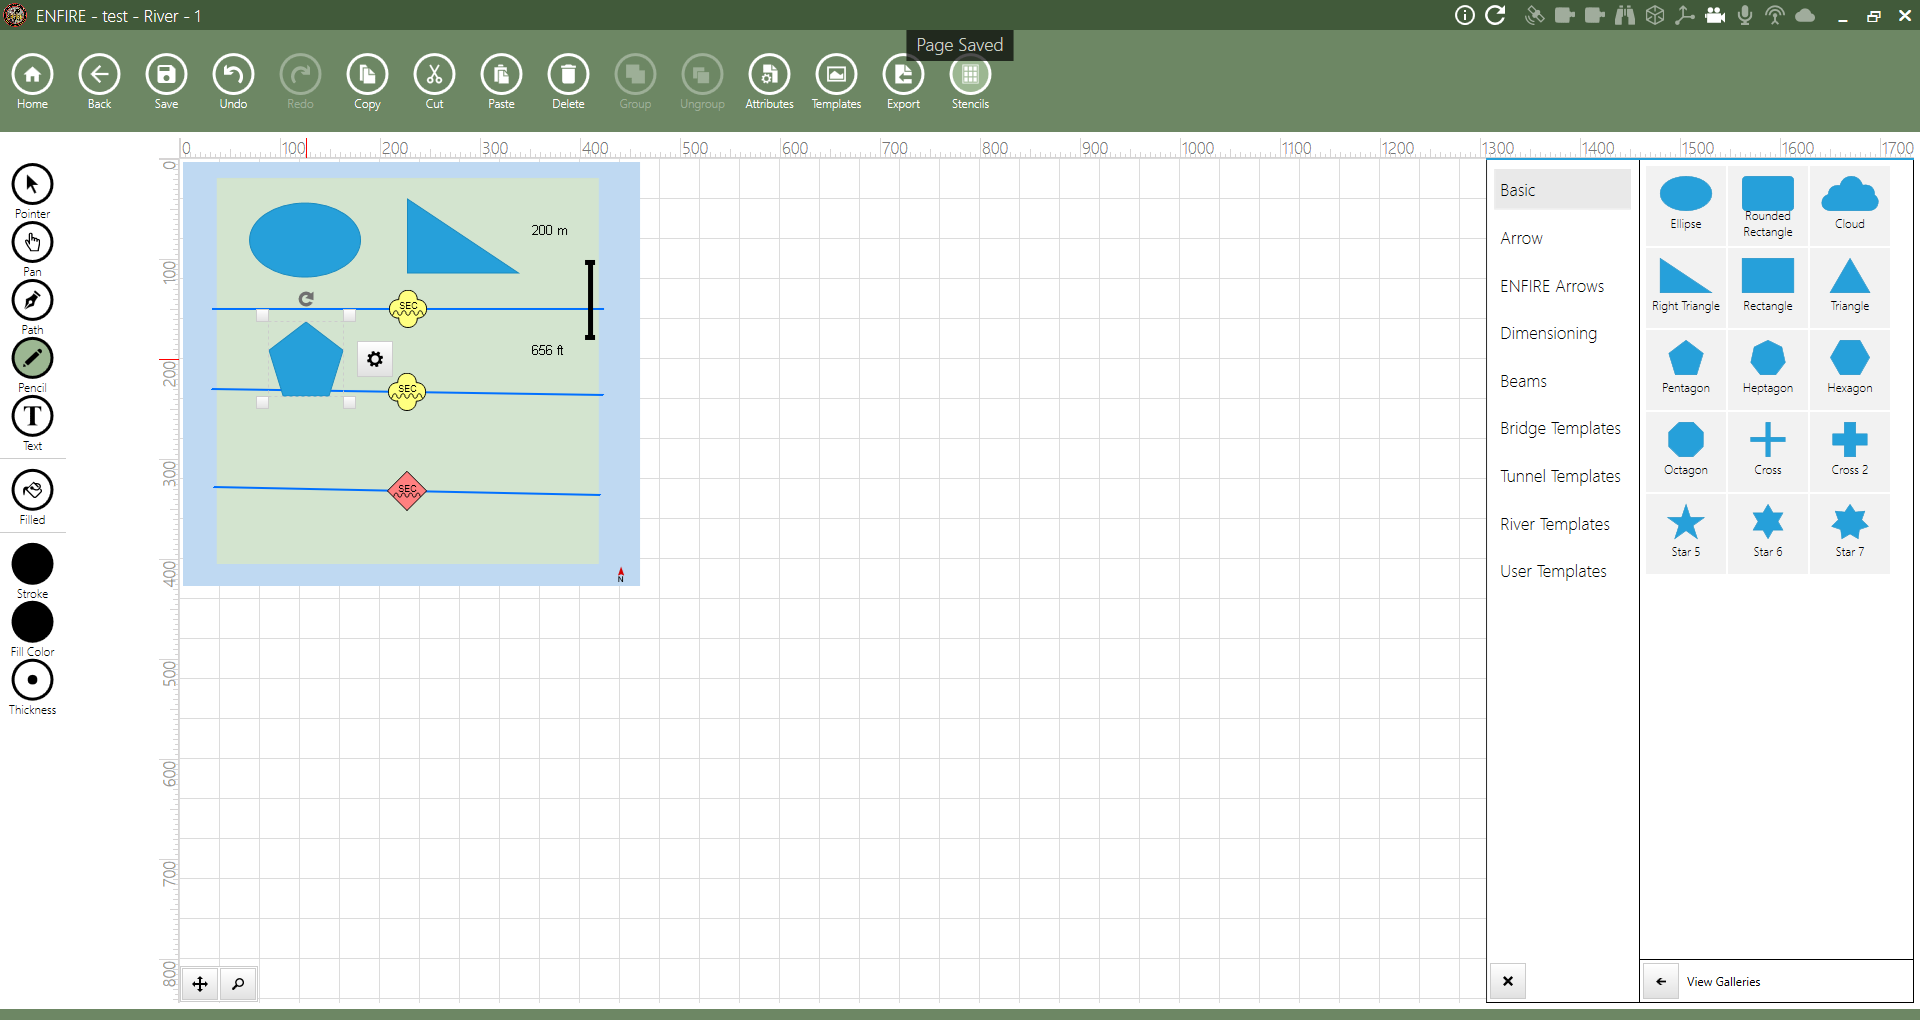 ENFIRE - test - River - 1
Page Saved
Home
Back
Save
Undo
Redo
Copy
Cut
Paste
Delete
Group
Ungroup
Attributes
Templates
Export
Stencils
0 100 200 300 400 500 600 700 800 900 1000 1100 1200 1300 1400 1500 1600 1700
0
100
200
300
400
500
600
700
800
Pointer
Pan
Path
Pencil
T
Text
Filled
Stroke
Fill Color
Thickness
200 m
SEC
656 ft
SEC
SEC
N
Basic
Arrow
ENFIRE Arrows
Dimensioning
Beams
Bridge Templates
Tunnel Templates
River Templates
User Templates
Ellipse
Rounded
Rectangle
Cloud
Right Triangle
Rectangle
Triangle
Pentagon
Heptagon
Hexagon
Octagon
Cross
Cross 2
Star 5
Star 6
Star 7
View Galleries